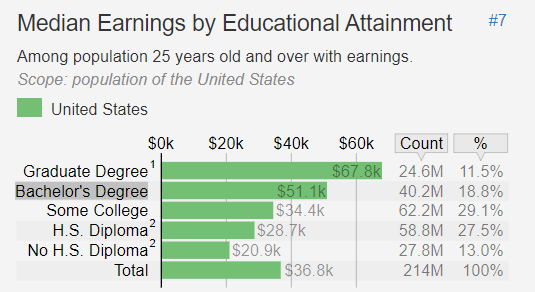 Median Earnings by Educational Attainment #7
Among population 25 years old and over with earnings.
Scope: population of the United States
United States
$0k $20k $40k $60k Count %
Graduate Degree1 $67.8k 24.6M 11.5%
Bachelor's Degree $51.1k 40.2M 18.8%
Some College $34.4k 62.2M 29.1%
H.S. Diploma2 $28.7k 58.8M 27.5%
No H.S. Diploma2 $20.9k 27.8M 13.0%
Total $36.8k 214M 100%